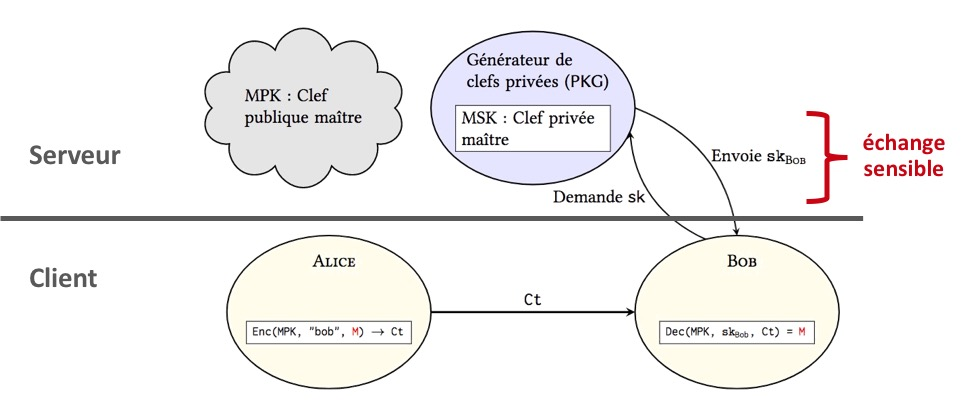 MPK : Clef
publique maître
Générateur de
clefs privées (PKG)
MSK : Clef privée
maître
Serveur
échange
sensible
Envoie sk_Bob
Demande sk
Client
Alice
Bob
Ct
Enc(MPK, "bob", M) → Ct
Dec(MPK, sk_Bob, Ct) = M